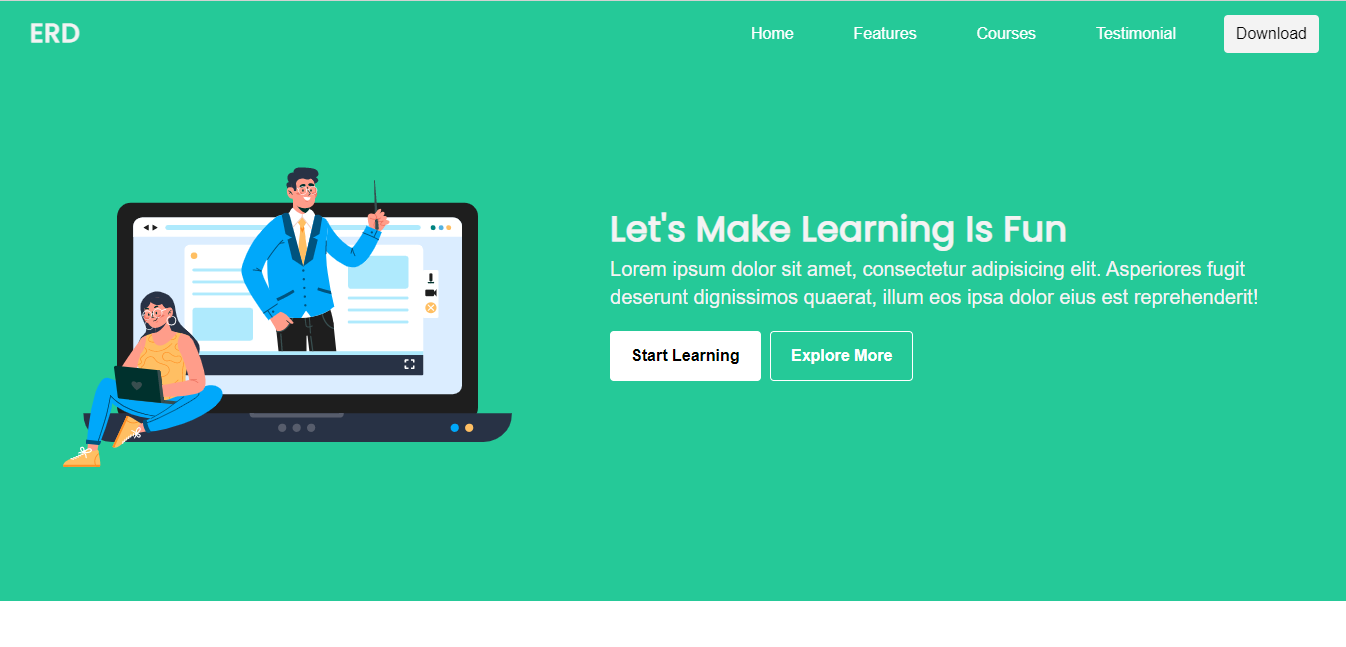 ERD
Home
Features
Courses
Testimonial
Download
Let's Make Learning Is Fun
Lorem ipsum dolor sit amet, consectetur adipisicing elit. Asperiores fugit
deserunt dignissimos quaerat, illum eos ipsa dolor eius est reprehenderit!
Start Learning
Explore More